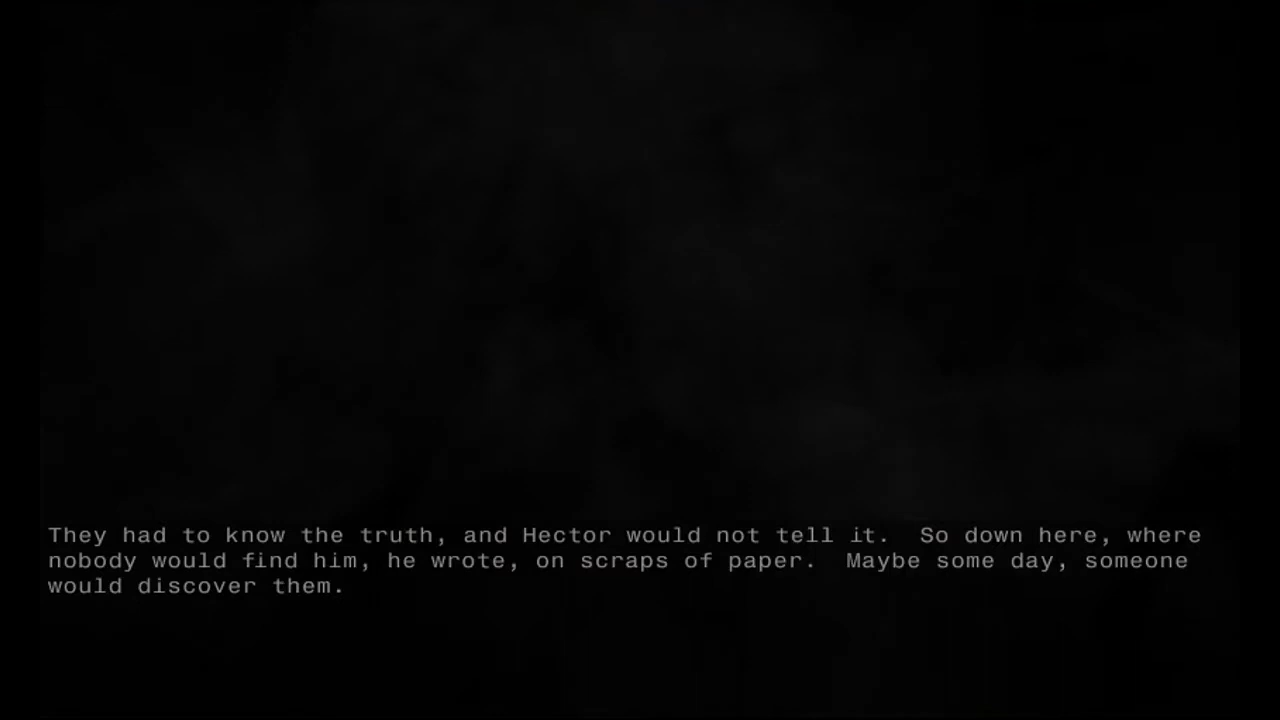 They had to know the truth, and Hector would not tell it.  So down here, where
nobody would find him, he wrote, on scraps of paper.  Maybe some day, someone
would discover them.